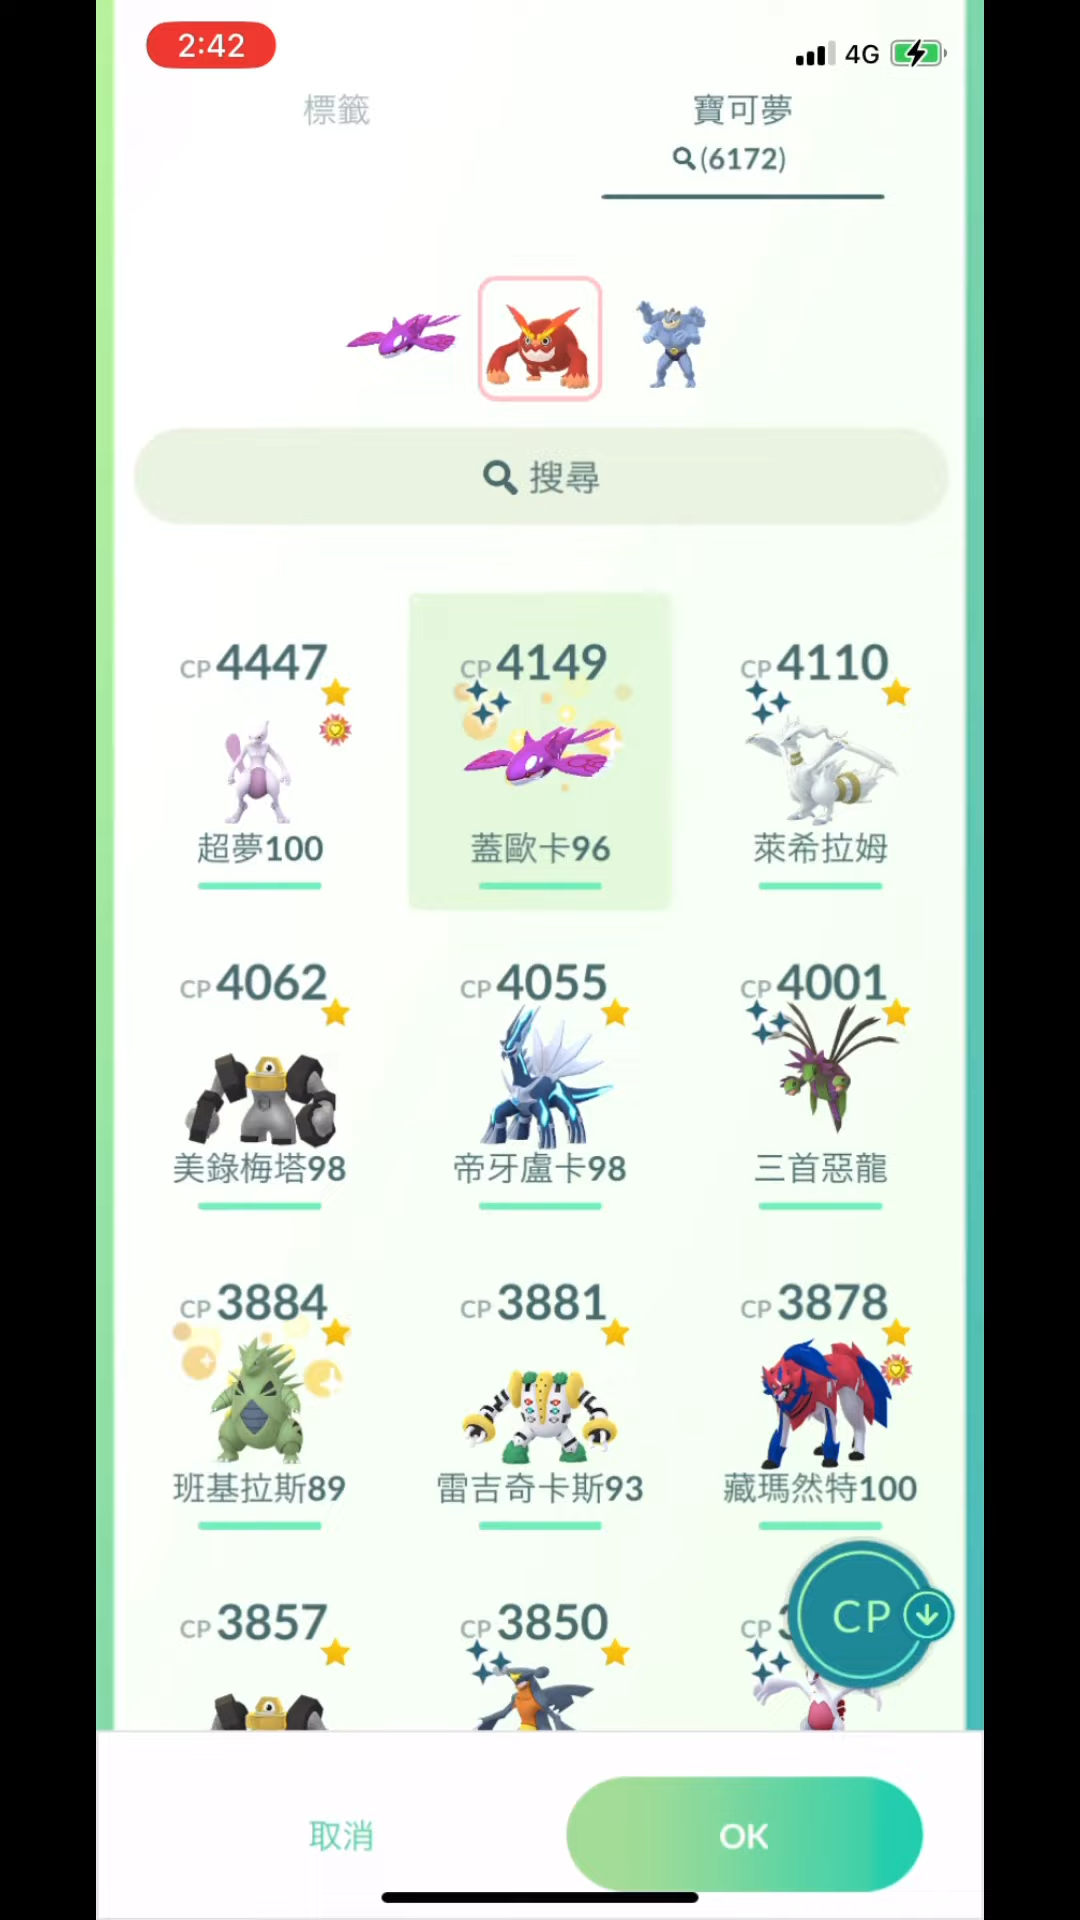 2:42
4G
標籤
寶可夢
(6172)
搜尋
CP4447
CP4149
CP4110
超夢100
蓋歐卡96
萊希拉姆
CP4062
CP4055
CP4001
美錄梅塔98
帝牙盧卡98
三首惡龍
CP3884
CP3881
CP3878
班基拉斯89
雷吉奇卡斯93
藏瑪然特100
CP3857
CP3850
CP
CP
取消
OK